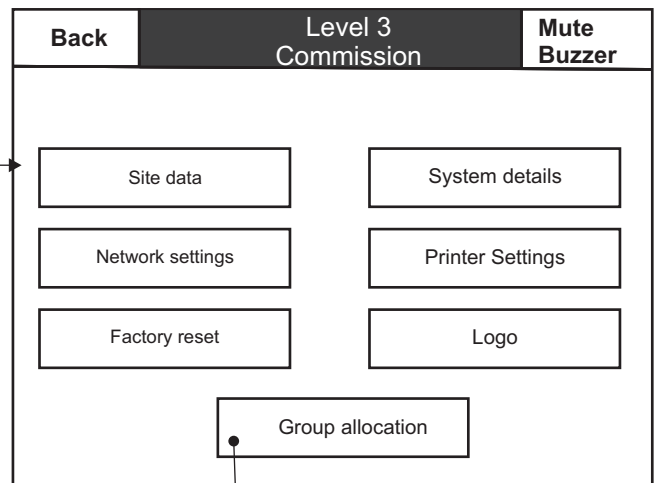 Back
Level 3
Commission
Mute
Buzzer
Site data
System details
Network settings
Printer Settings
Factory reset
Logo
Group allocation